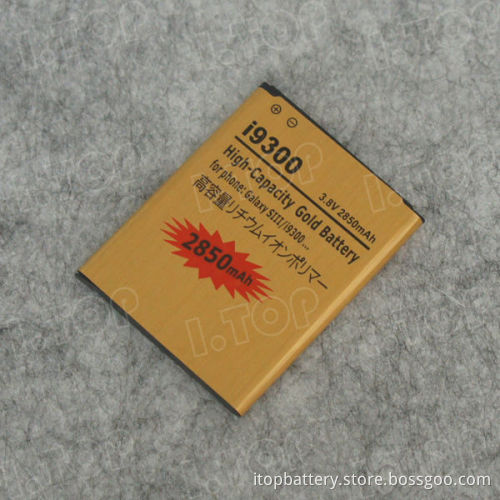 i9300
3.8V 2850mAh
High-Capacity Gold Battery
for phone: Galaxy SIII/i9300...
高容量リチウムイオンポリマー
2850mAh
I.TOP
I.TOP
I.TOP
itopbattery.store.bossgoo.com